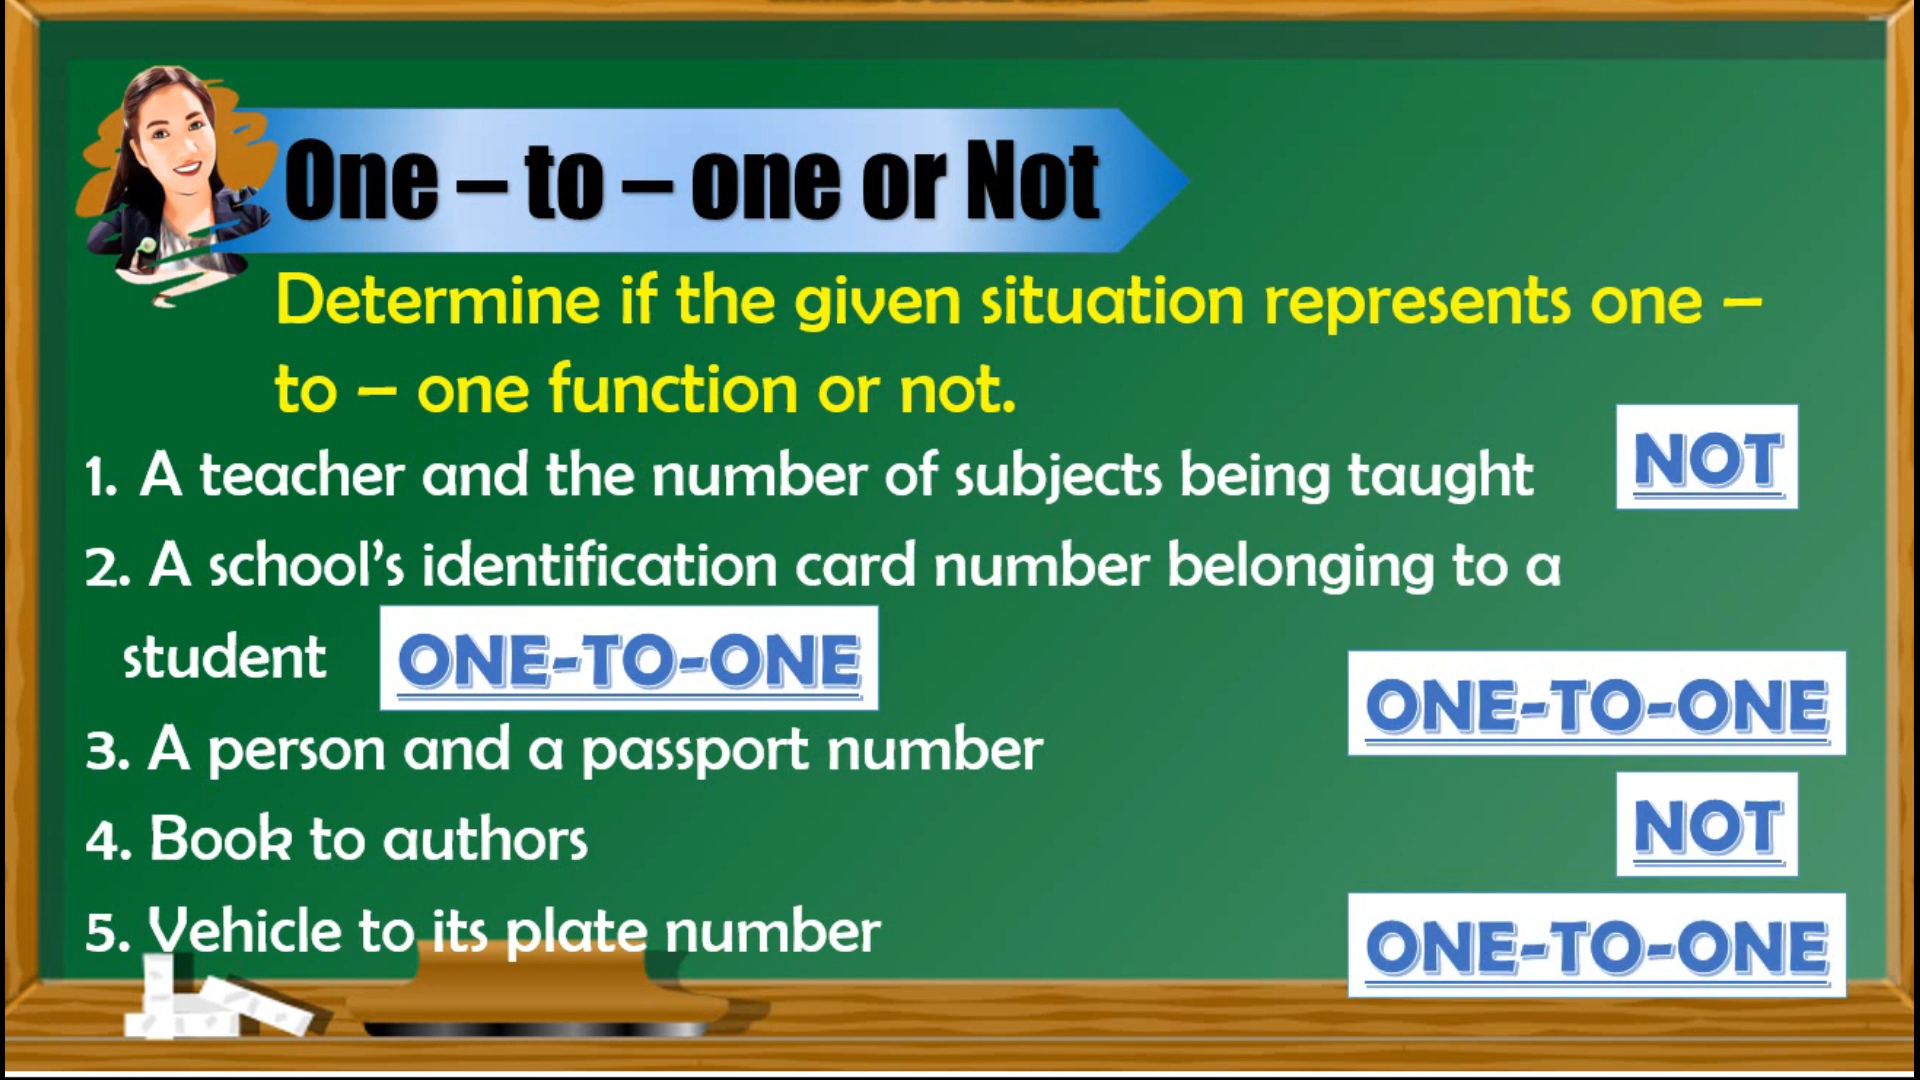 One – to – one or Not
Determine if the given situation represents one –
to – one function or not.
1. A teacher and the number of subjects being taught NOT
2. A school’s identification card number belonging to a
student ONE-TO-ONE
3. A person and a passport number ONE-TO-ONE
4. Book to authors NOT
5. Vehicle to its plate number ONE-TO-ONE